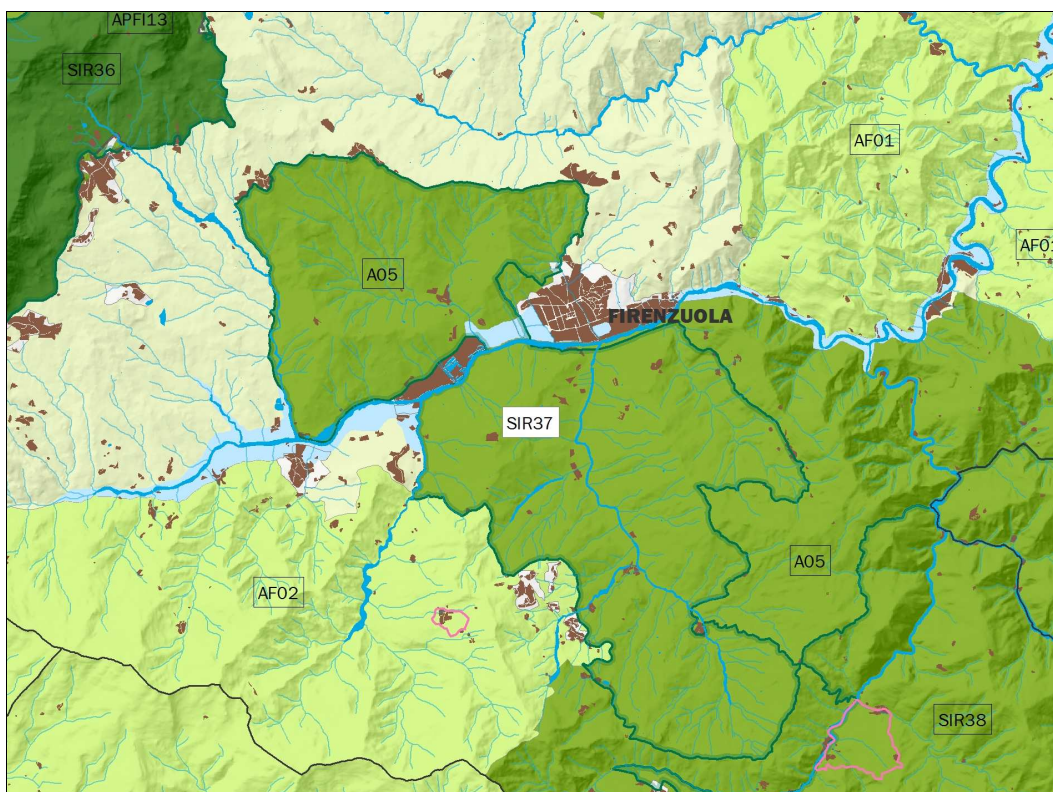 APFI13
SIR36
AF01
AF01
A05
FIRENZUOLA
SIR37
A05
AF02
SIR38